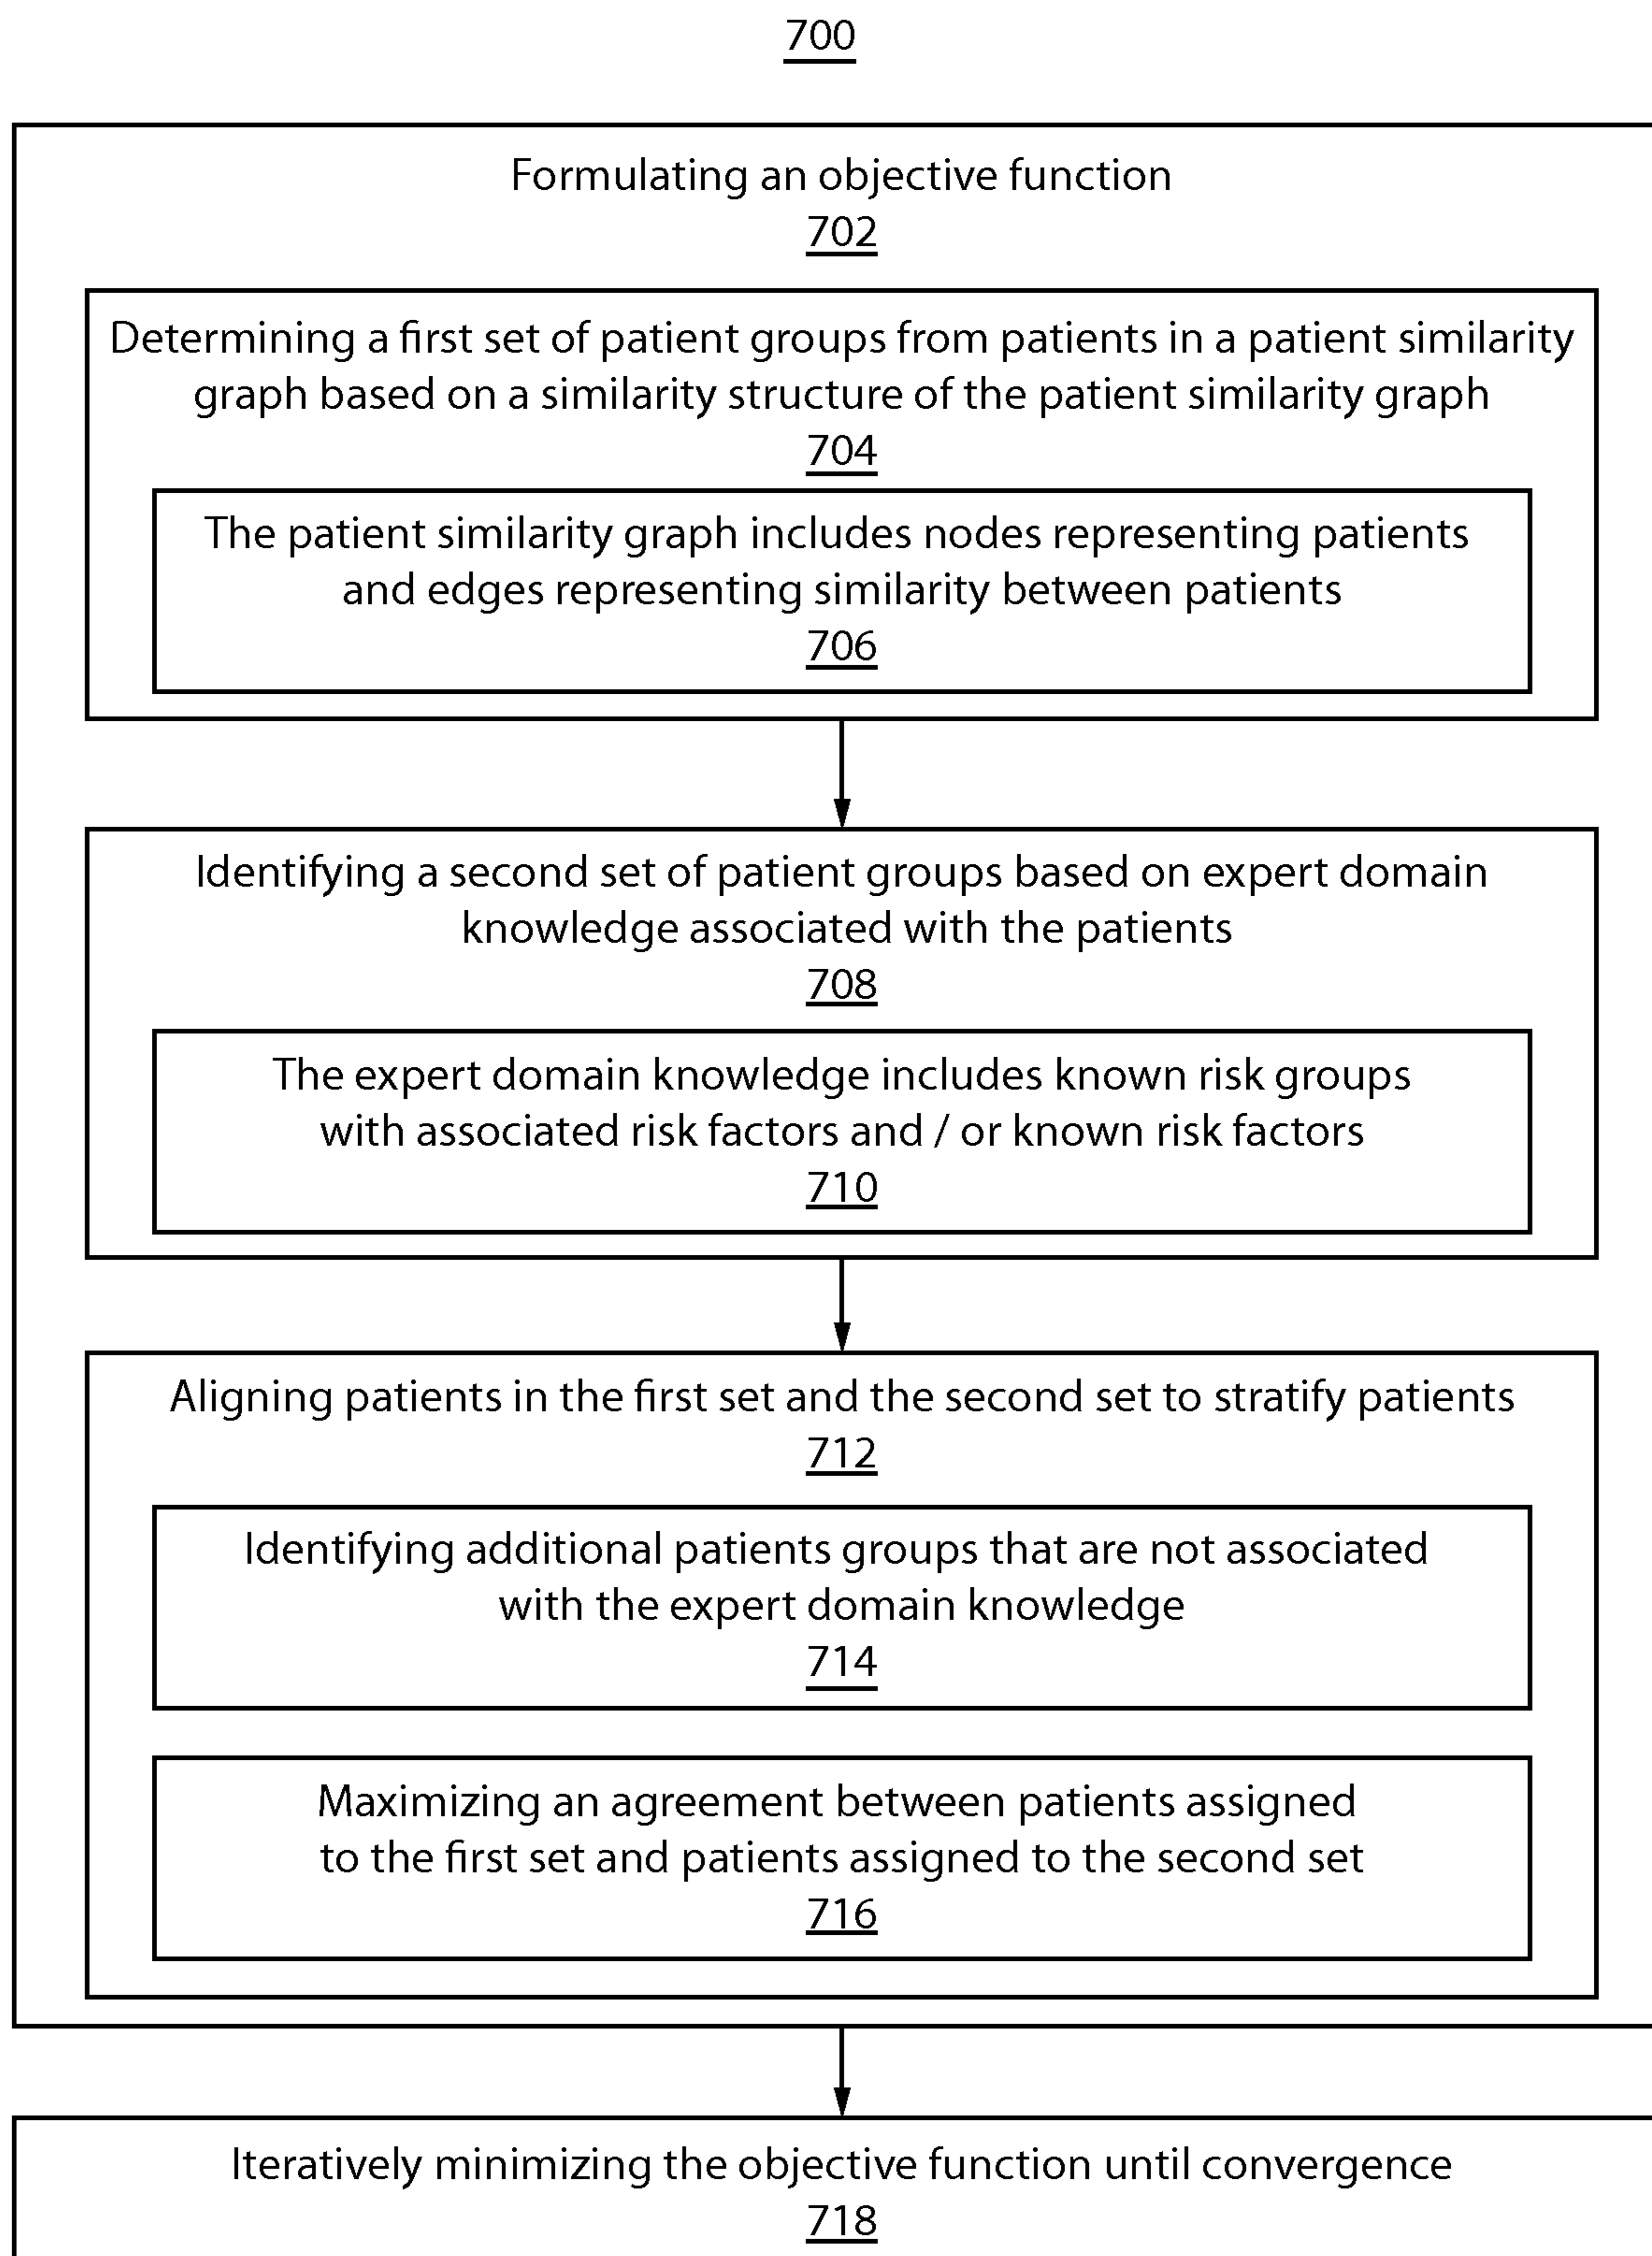 700
Formulating an objective function
702
Determining a first set of patient groups from patients in a patient similarity
graph based on a similarity structure of the patient similarity graph
704
The patient similarity graph includes nodes representing patients
and edges representing similarity between patients
706
Identifying a second set of patient groups based on expert domain
knowledge associated with the patients
708
The expert domain knowledge includes known risk groups
with associated risk factors and / or known risk factors
710
Aligning patients in the first set and the second set to stratify patients
712
Identifying additional patients groups that are not associated
with the expert domain knowledge
714
Maximizing an agreement between patients assigned
to the first set and patients assigned to the second set
716
Iteratively minimizing the objective function until convergence
718